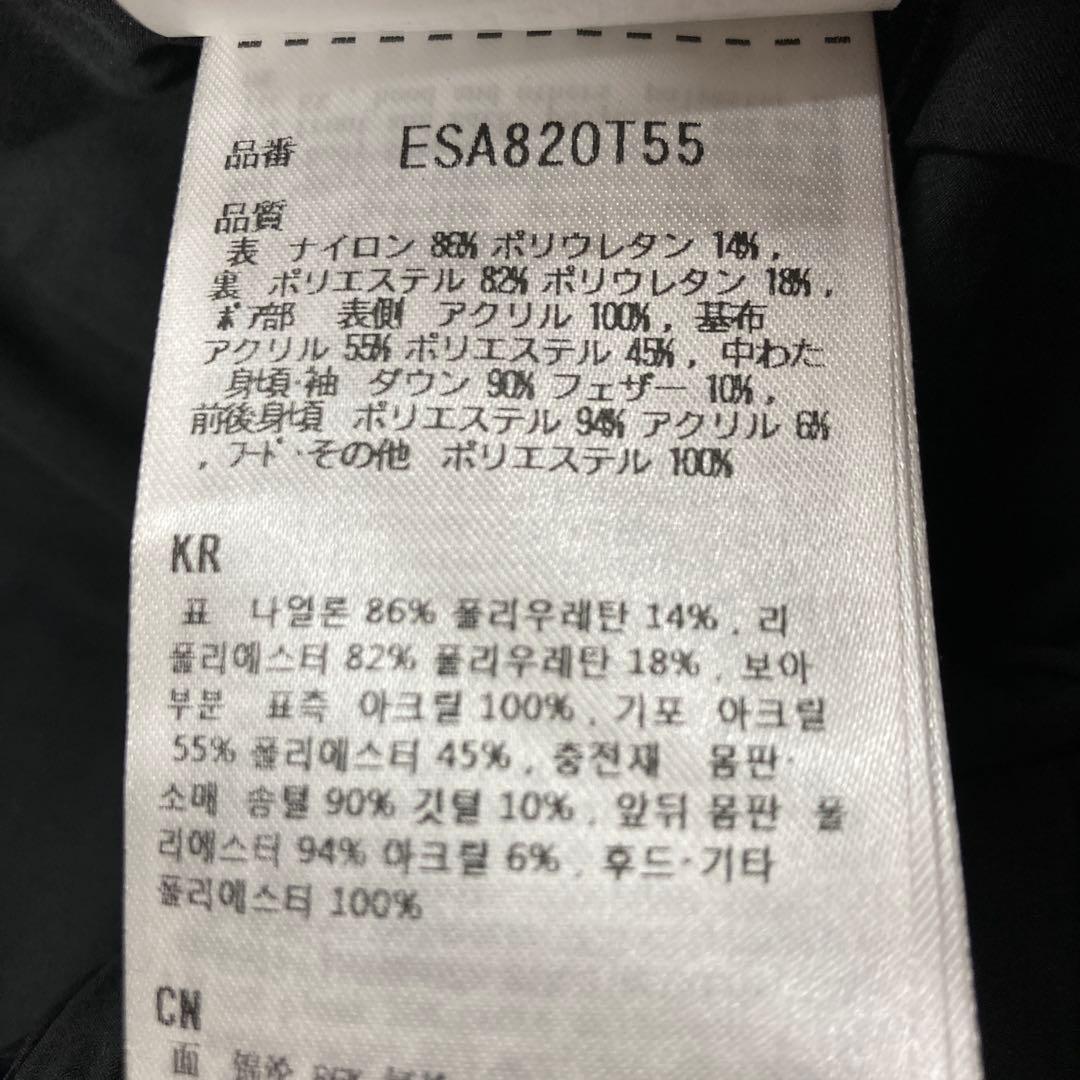 品番 ESA820T55
品質
表 ナイロン 86% ポリウレタン 14%,
裏 ポリエステル 82% ポリウレタン 18%,
ボア部 表側 アクリル 100%, 基布
アクリル 55% ポリエステル 45%, 中わた
身頃·袖 ダウン 90% フェザー 10%,
前後身頃 ポリエステル 94% アクリル 6%
, フード·その他 ポリエステル 100%
KR
표 나일론 86% 폴리우레탄 14%, 리
폴리에스터 82% 폴리우레탄 18%, 보아
부분 표측 아크릴 100%, 기포 아크릴
55% 폴리에스터 45%, 충전재 몸판·
소매 솜털 90% 깃털 10%, 앞뒤 몸판 폴
리에스터 94% 아크릴 6%, 후드·기타
폴리에스터 100%
CN
面